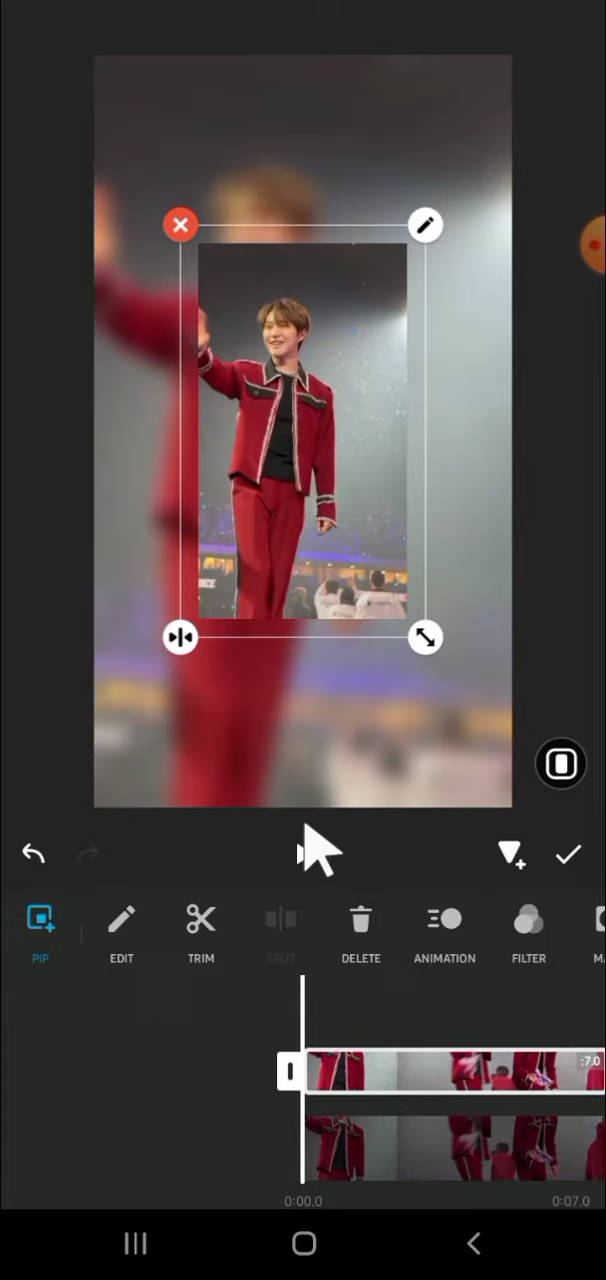 PIP
EDIT
TRIM
SPLIT
DELETE
ANIMATION
FILTER
:7.0
0:00.0
0:07.0